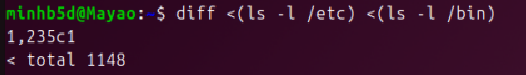 minhb5d@Mayao:~$ diff <(ls -l /etc) <(ls -l /bin)
1,235c1
< total 1148